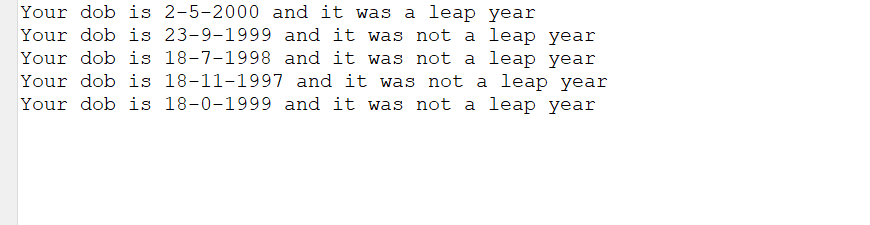 Your dob is 2-5-2000 and it was a leap year
Your dob is 23-9-1999 and it was not a leap year
Your dob is 18-7-1998 and it was not a leap year
Your dob is 18-11-1997 and it was not a leap year
Your dob is 18-0-1999 and it was not a leap year